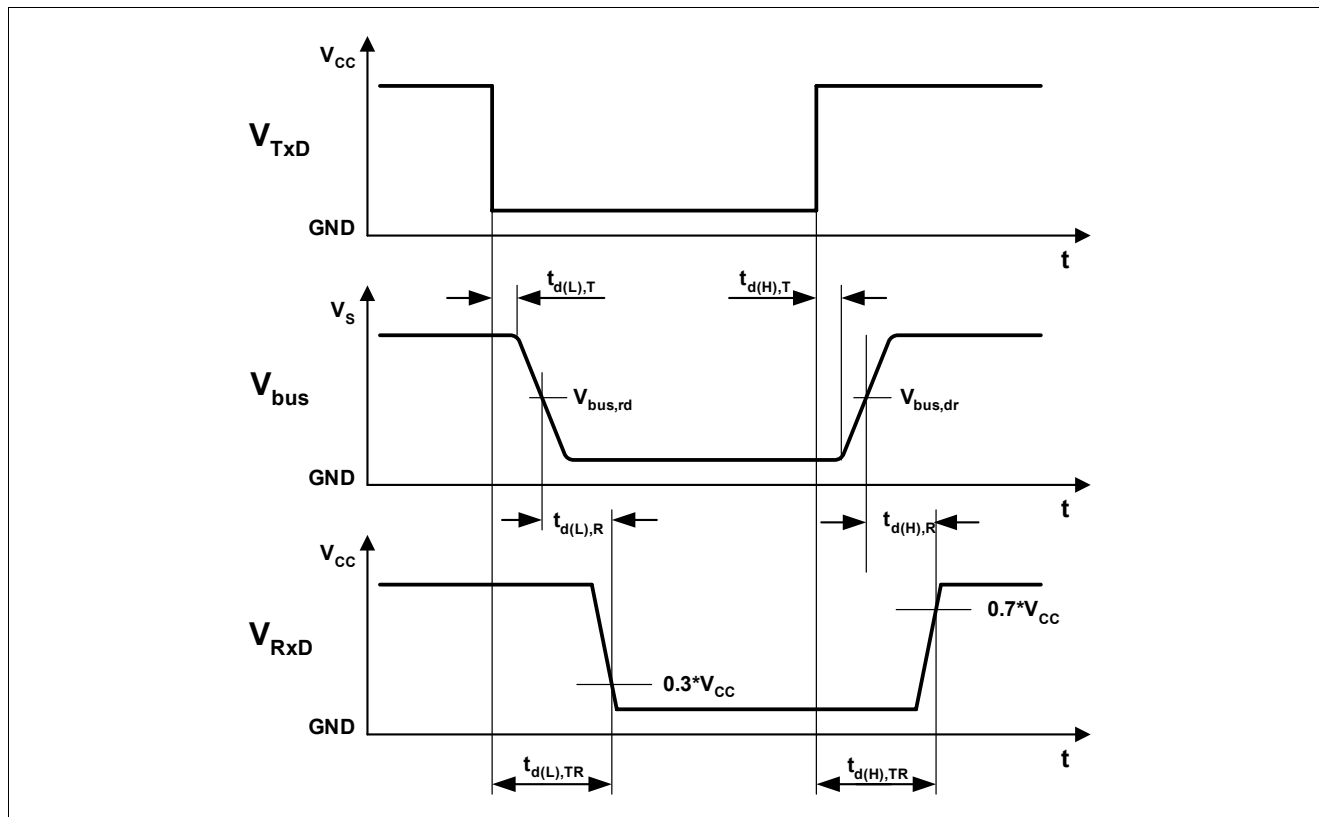 V_CC
V_TxD
GND
t
t_d(L),T
t_d(H),T
V_S
V_bus
V_bus,rd
V_bus,dr
GND
t
t_d(L),R
t_d(H),R
V_CC
0.7*V_CC
V_RxD
0.3*V_CC
GND
t
t_d(L),TR
t_d(H),TR